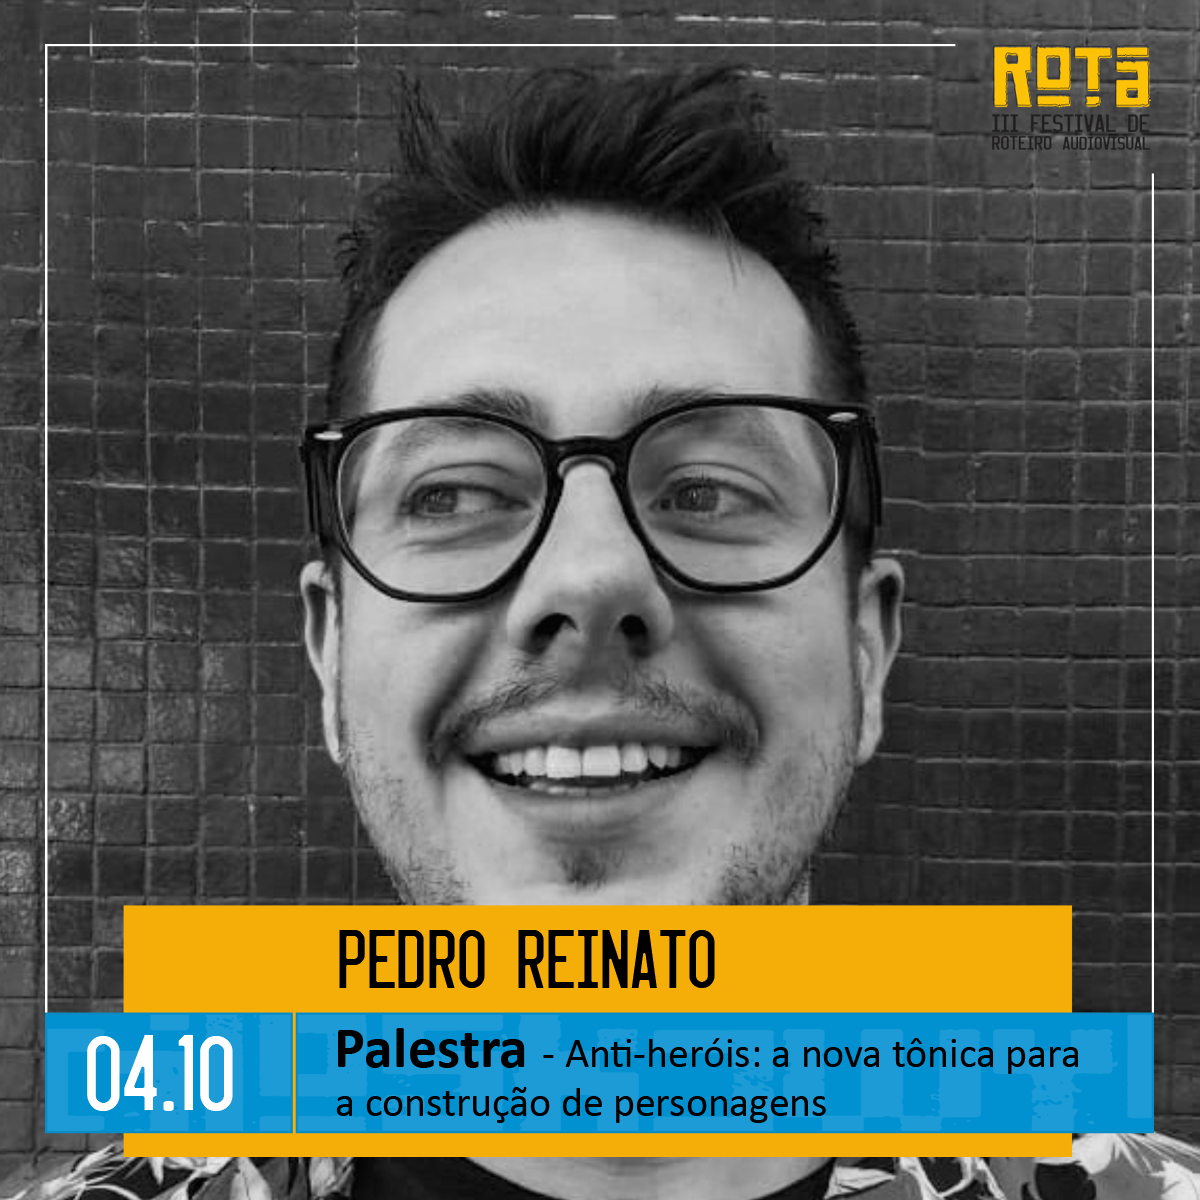 ROTA
III FESTIVAL DE
ROTEIRO AUDIOVISUAL
PEDRO REINATO
04.10
Palestra - Anti-heróis: a nova tônica para
a construção de personagens